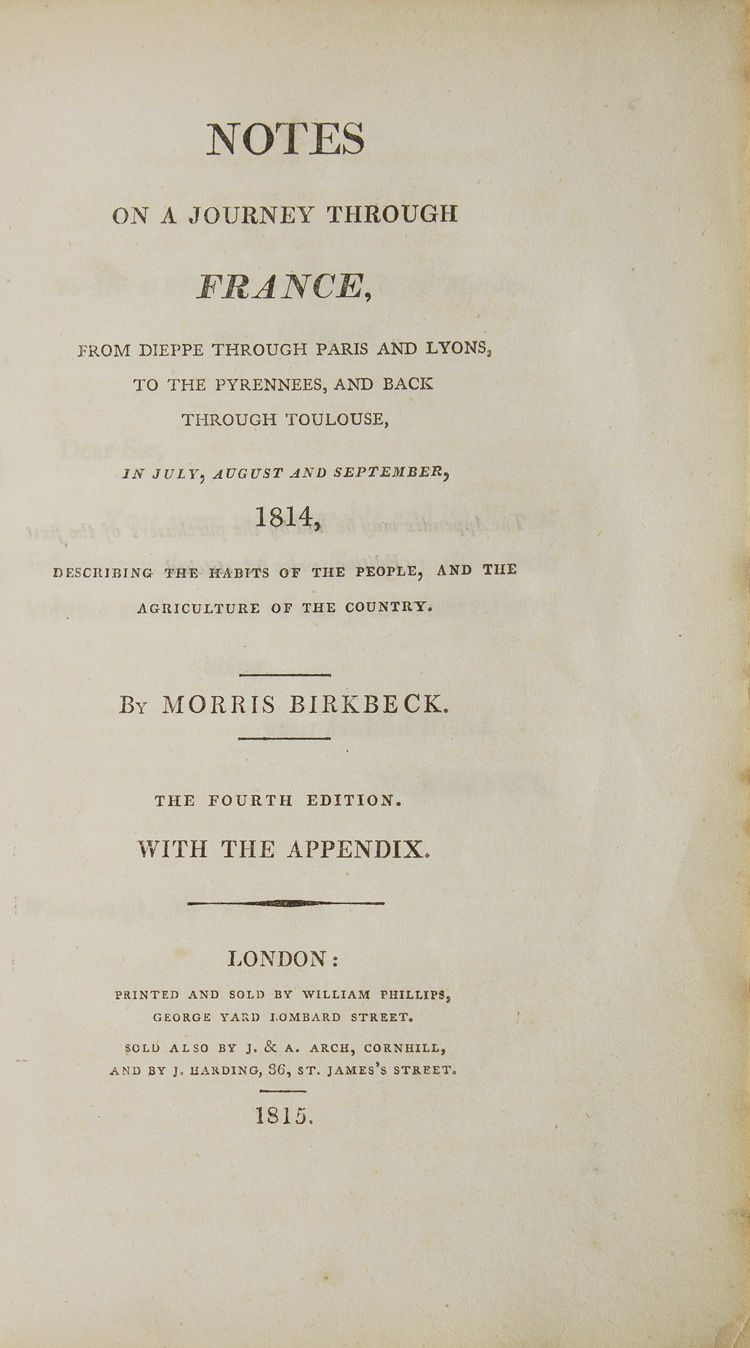 NOTES
ON A JOURNEY THROUGH
FRANCE,
FROM DIEPPE THROUGH PARIS AND LYONS,
TO THE PYRENNEES, AND BACK
THROUGH TOULOUSE,
IN JULY, AUGUST AND SEPTEMBER,
1814,
DESCRIBING THE HABITS OF THE PEOPLE, AND THE
AGRICULTURE OF THE COUNTRY.
By MORRIS BIRKBECK.
THE FOURTH EDITION.
WITH THE APPENDIX.
LONDON:
PRINTED AND SOLD BY WILLIAM PHILLIPS,
GEORGE YARD LOMBARD STREET.
SOLD ALSO BY J. & A. ARCH, CORNHILL,
AND BY J. HARDING, 36, ST. JAMES'S STREET.
1815.